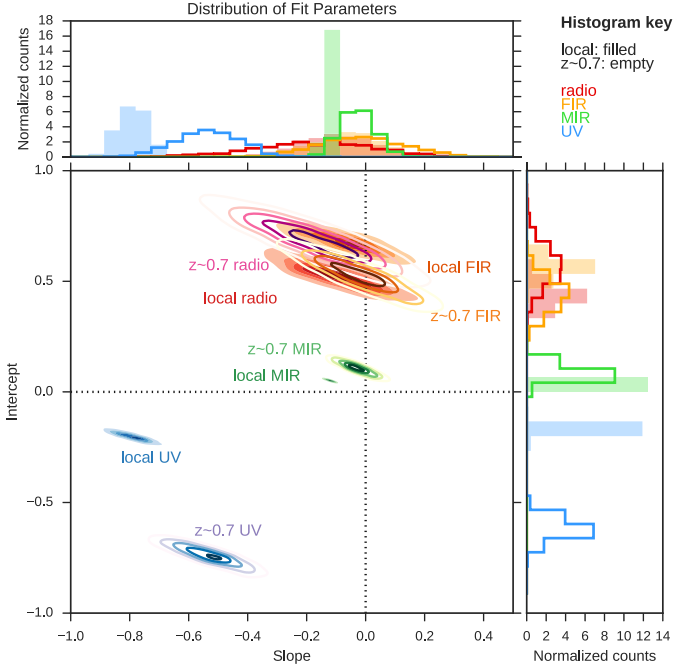 Distribution of Fit Parameters
Normalized counts
18
16
14
12
10
8
6
4
2
0
Histogram key
local: filled
z~0.7: empty
radio
FIR
MIR
UV
1.0
0.5
0.0
−0.5
−1.0
Intercept
z~0.7 radio
local FIR
local radio
z~0.7 FIR
z~0.7 MIR
local MIR
local UV
z~0.7 UV
−1.0 −0.8 −0.6 −0.4 −0.2 0.0 0.2 0.4
Slope
0 2 4 6 8 10 12 14
Normalized counts